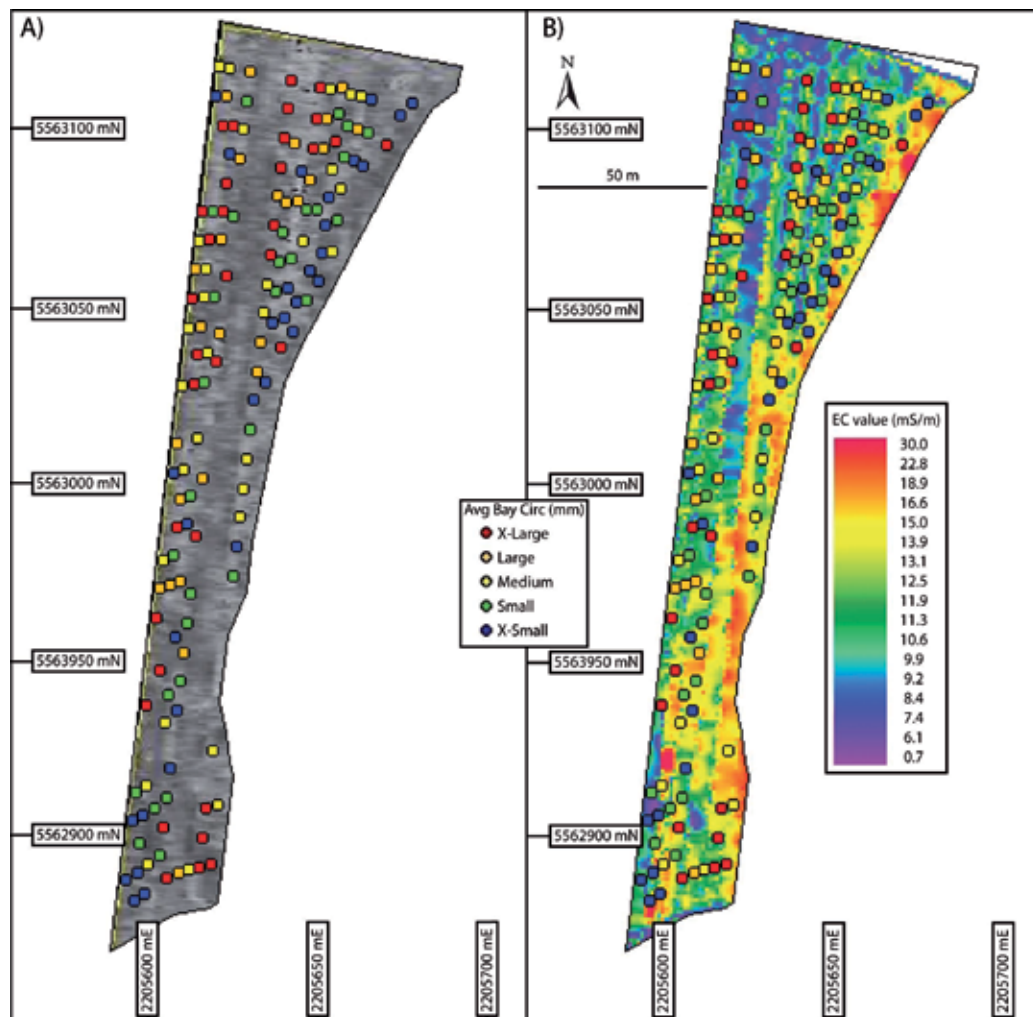 A)
B)
N
5563100 mN
5563100 mN
50 m
5563050 mN
5563050 mN
EC value (mS/m)
30.0
22.8
18.9
15.0
13.9
13.1
12.5
11.9
11.3
10.6
9.9
9.2
8.4
7.4
6.1
0.7
5563000 mN
5563000 mN
Avg Bay Circ (mm)
X-Large
Large
Medium
Small
X-Small
5563950 mN
5563950 mN
5562900 mN
5562900 mN
2205600 mE
2205650 mE
2205700 mE
2205600 mE
2205650 mE
2205700 mE